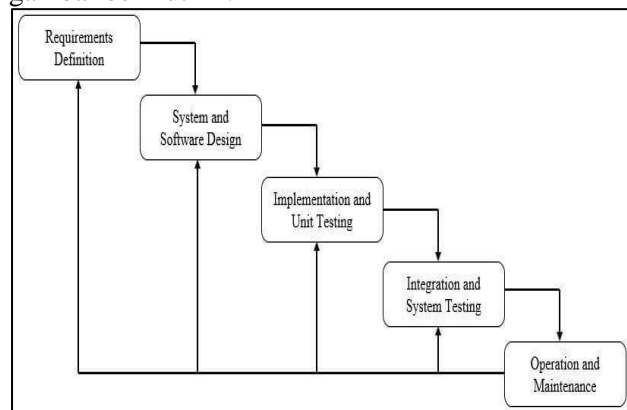 Requirements
Definition
System and
Software Design
Implementation and
Unit Testing
Integration and
System Testing
Operation and
Maintenance